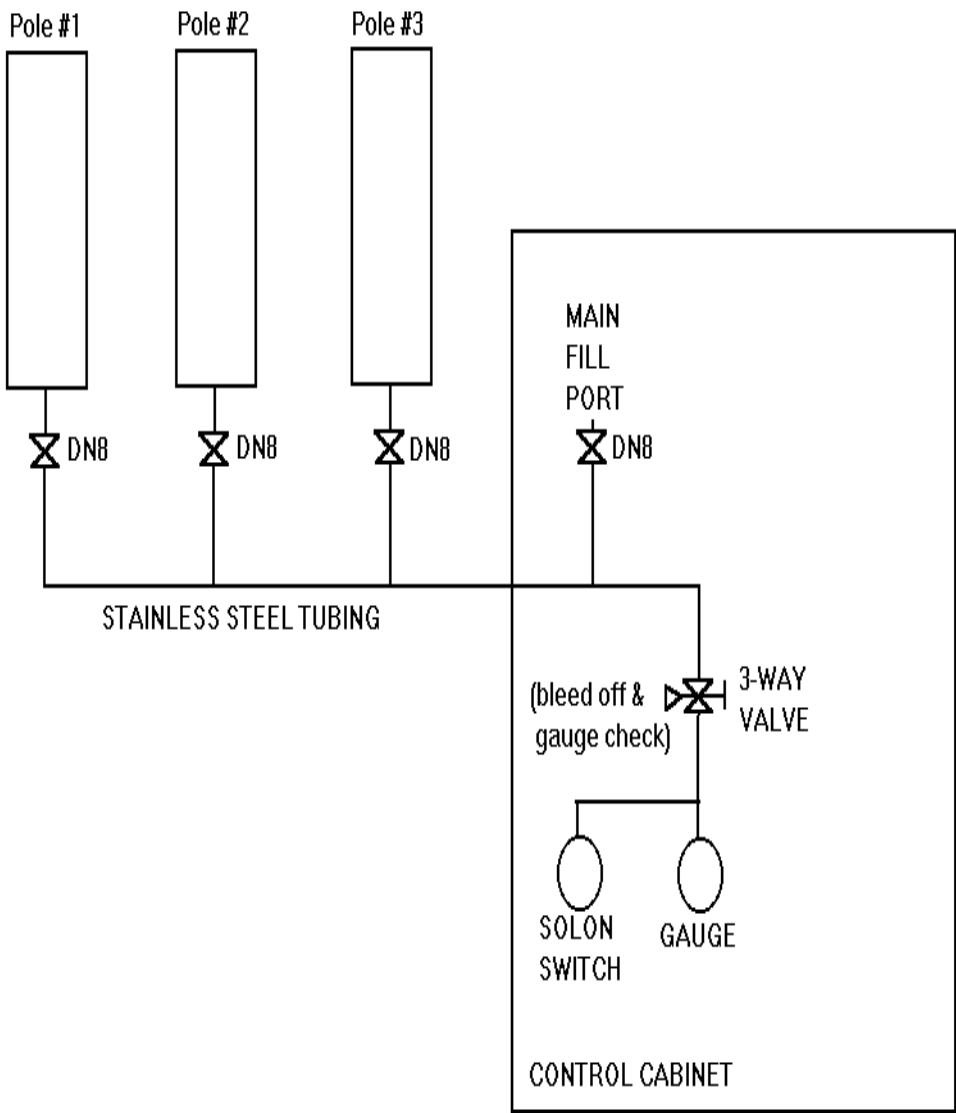 Pole #1
Pole #2
Pole #3
MAIN
FILL
PORT
DN8
DN8
DN8
DN8
STAINLESS STEEL TUBING
(bleed off &
gauge check)
3-WAY
VALVE
SOLON
SWITCH
GAUGE
CONTROL CABINET